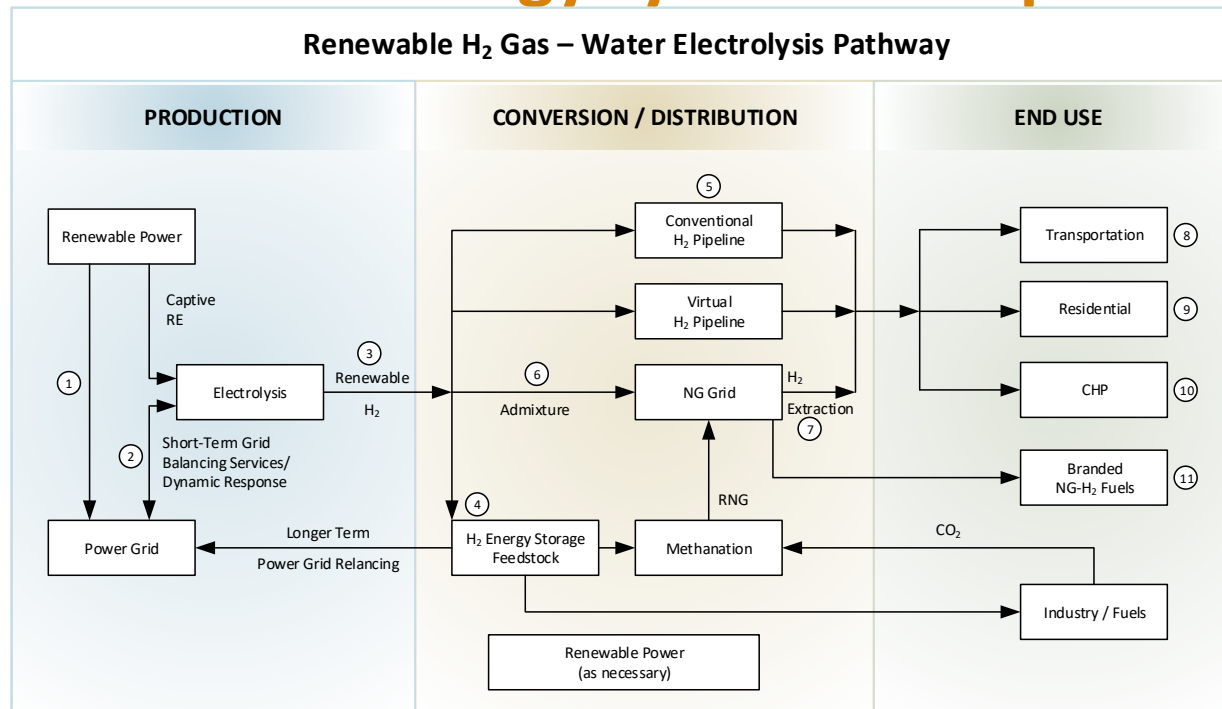 Renewable H₂ Gas – Water Electrolysis Pathway
PRODUCTION
CONVERSION / DISTRIBUTION
END USE
Renewable Power
Captive
RE
1
Electrolysis
3
Renewable
H₂
2
Short-Term Grid
Balancing Services/
Dynamic Response
Power Grid
Longer Term
Power Grid Relancing
5
Conventional
H₂ Pipeline
Virtual
H₂ Pipeline
6
Admixture
NG Grid
H₂
Extraction
7
RNG
4
H₂ Energy Storage
Feedstock
Methanation
Renewable Power
(as necessary)
Transportation
8
Residential
9
CHP
10
Branded
NG-H₂ Fuels
11
CO₂
Industry / Fuels